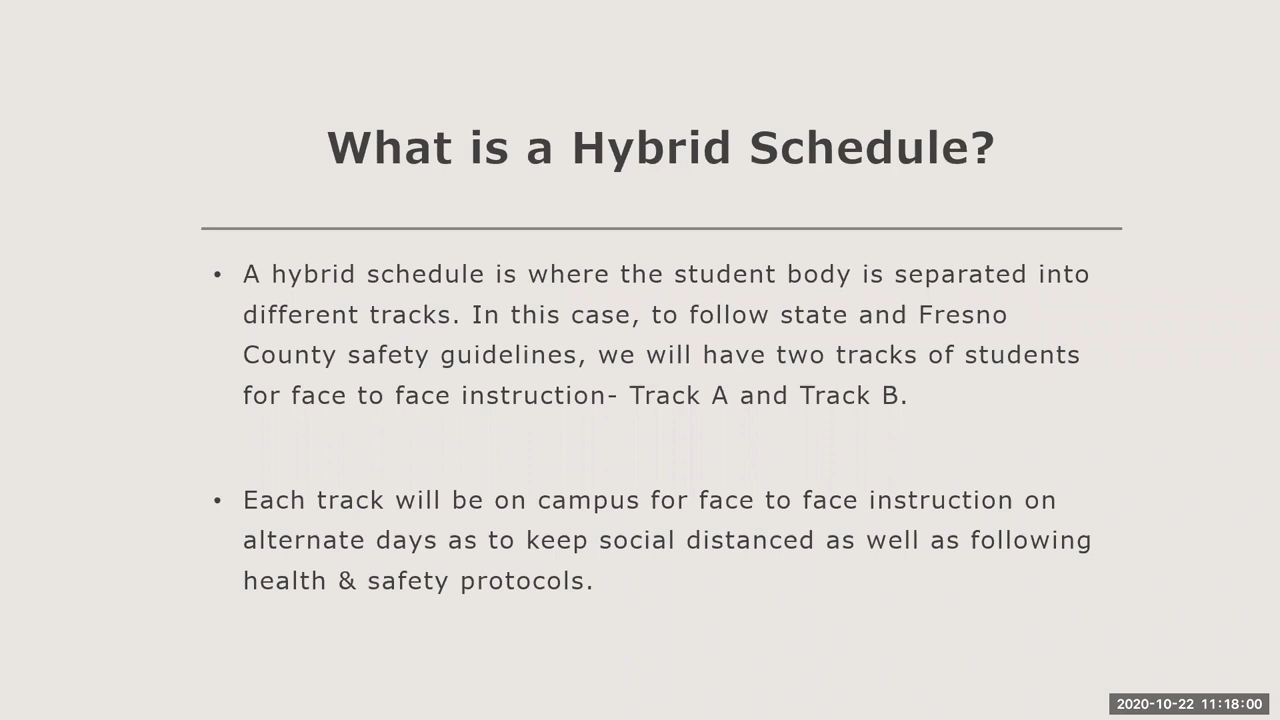 What is a Hybrid Schedule?
• A hybrid schedule is where the student body is separated into
different tracks. In this case, to follow state and Fresno
County safety guidelines, we will have two tracks of students
for face to face instruction- Track A and Track B.
• Each track will be on campus for face to face instruction on
alternate days as to keep social distanced as well as following
health & safety protocols.
2020-10-22 11:18:00